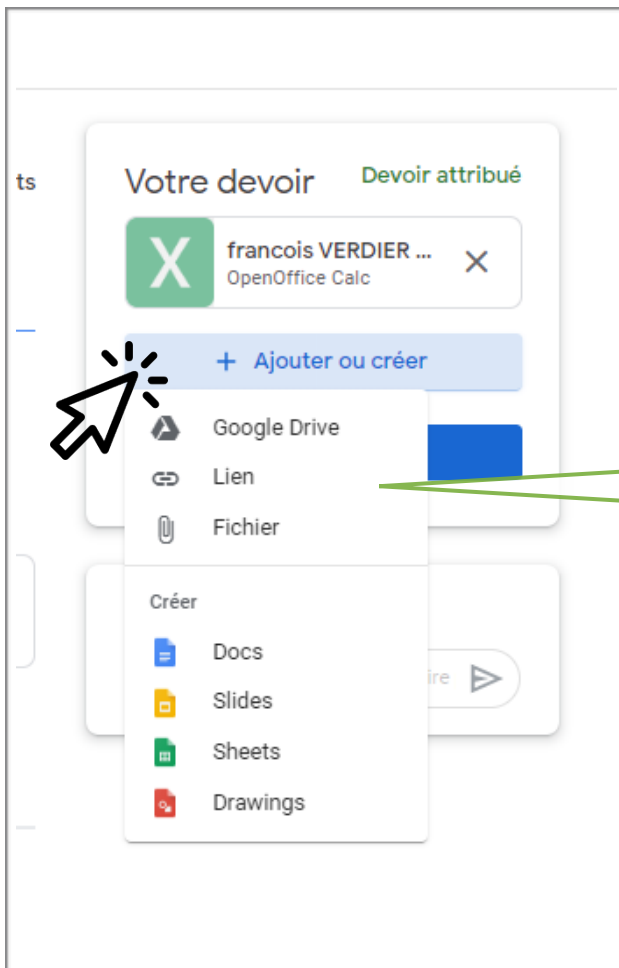 ts
Votre devoir
Devoir attribué
X
francois VERDIER ...
OpenOffice Calc
+ Ajouter ou créer
Google Drive
Lien
Fichier
Créer
Docs
ire
Slides
Sheets
Drawings